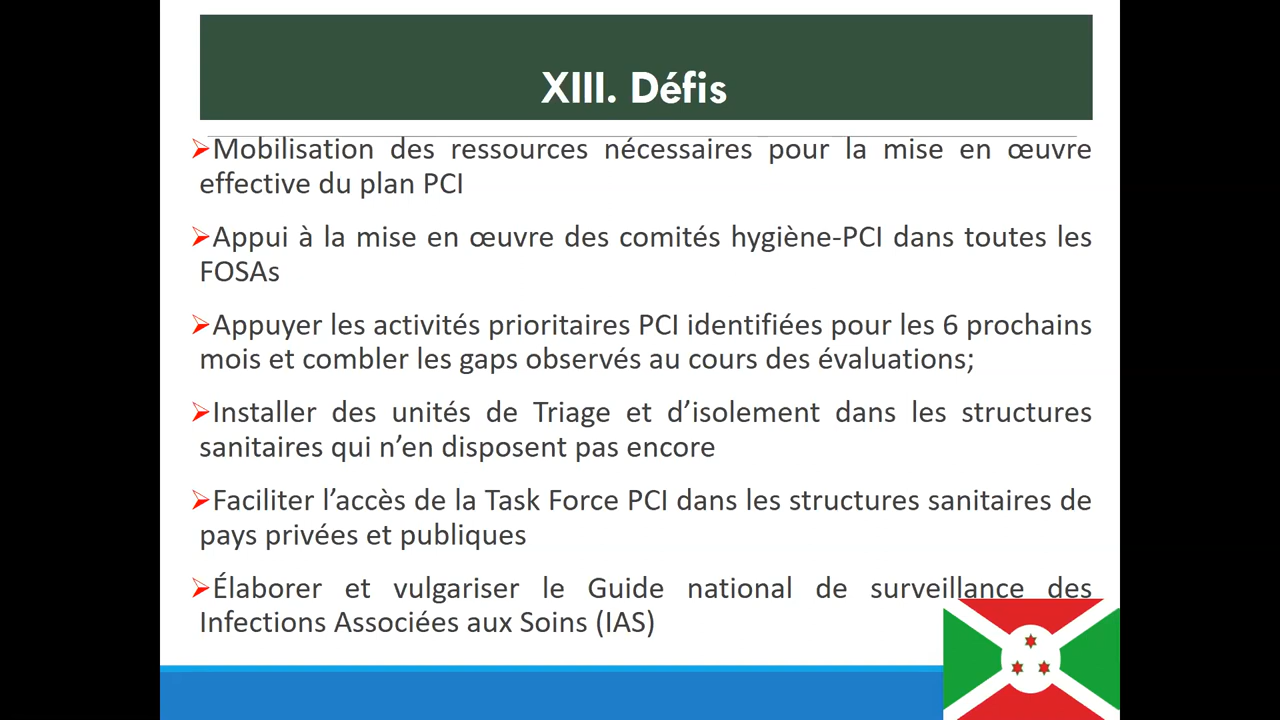 XIII. Défis
Mobilisation des ressources nécessaires pour la mise en œuvre
effective du plan PCI
Appui à la mise en œuvre des comités hygiène-PCI dans toutes les
FOSAs
Appuyer les activités prioritaires PCI identifiées pour les 6 prochains
mois et combler les gaps observés au cours des évaluations;
Installer des unités de Triage et d’isolement dans les structures
sanitaires qui n’en disposent pas encore
Faciliter l’accès de la Task Force PCI dans les structures sanitaires de
pays privées et publiques
Élaborer et vulgariser le Guide national de surveillance des
Infections Associées aux Soins (IAS)